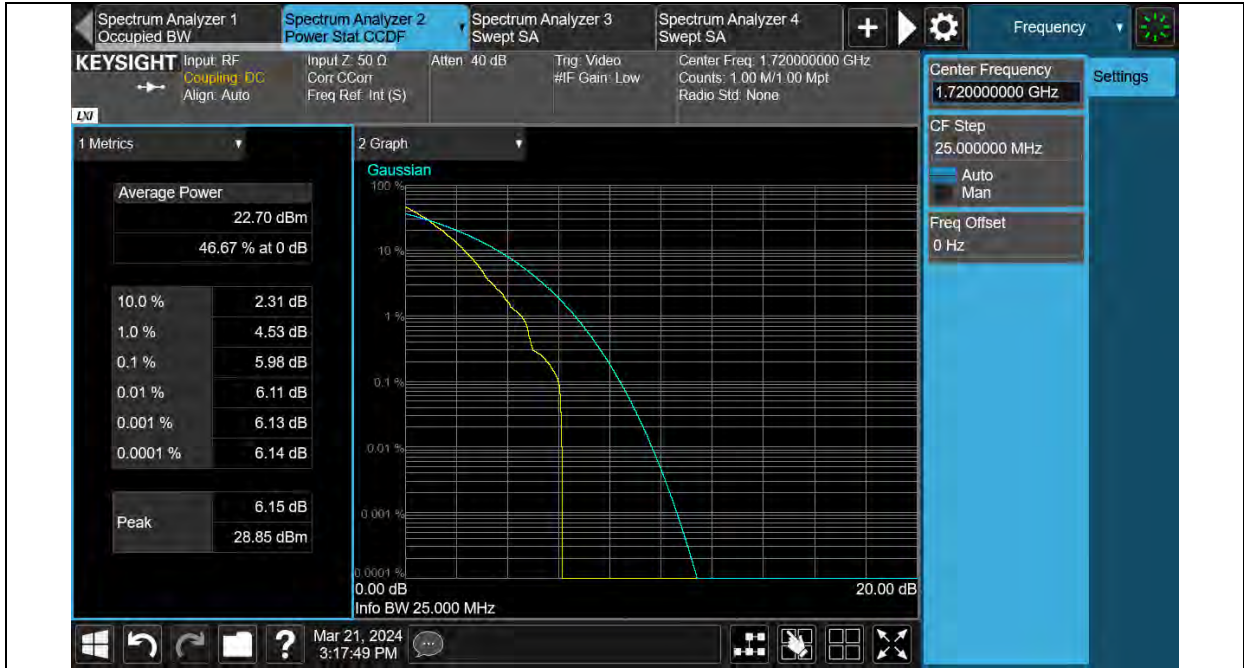 Spectrum Analyzer 1
Occupied BW
Spectrum Analyzer 2
Power Stat CCDF
Spectrum Analyzer 3
Swept SA
Spectrum Analyzer 4
Swept SA
+
Frequency
KEYSIGHT
LXI
Input: RF
Coupling: DC
Align: Auto
Input Z: 50 Ω
Corr CCorr
Freq Ref: Int (S)
Atten: 40 dB
Trig: Video
#IF Gain: Low
Center Freq: 1.720000000 GHz
Counts: 1.00 M/1.00 Mpt
Radio Std: None
Center Frequency
1.720000000 GHz
Settings
CF Step
25.000000 MHz
Auto
Man
Freq Offset
0 Hz
1 Metrics
Average Power
22.70 dBm
46.67 % at 0 dB
10.0 % 2.31 dB
1.0 % 4.53 dB
0.1 % 5.98 dB
0.01 % 6.11 dB
0.001 % 6.13 dB
0.0001 % 6.14 dB
Peak
6.15 dB
28.85 dBm
2 Graph
Gaussian
100 %
10 %
1 %
0.1 %
0.01 %
0.001 %
0.0001 %
0.00 dB 20.00 dB
Info BW 25.000 MHz
?
Mar 21, 2024
3:17:49 PM